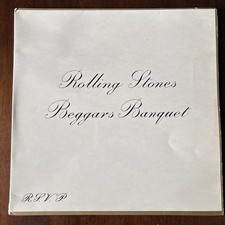 Rolling Stones
Beggars Banquet
R.S.V.P.